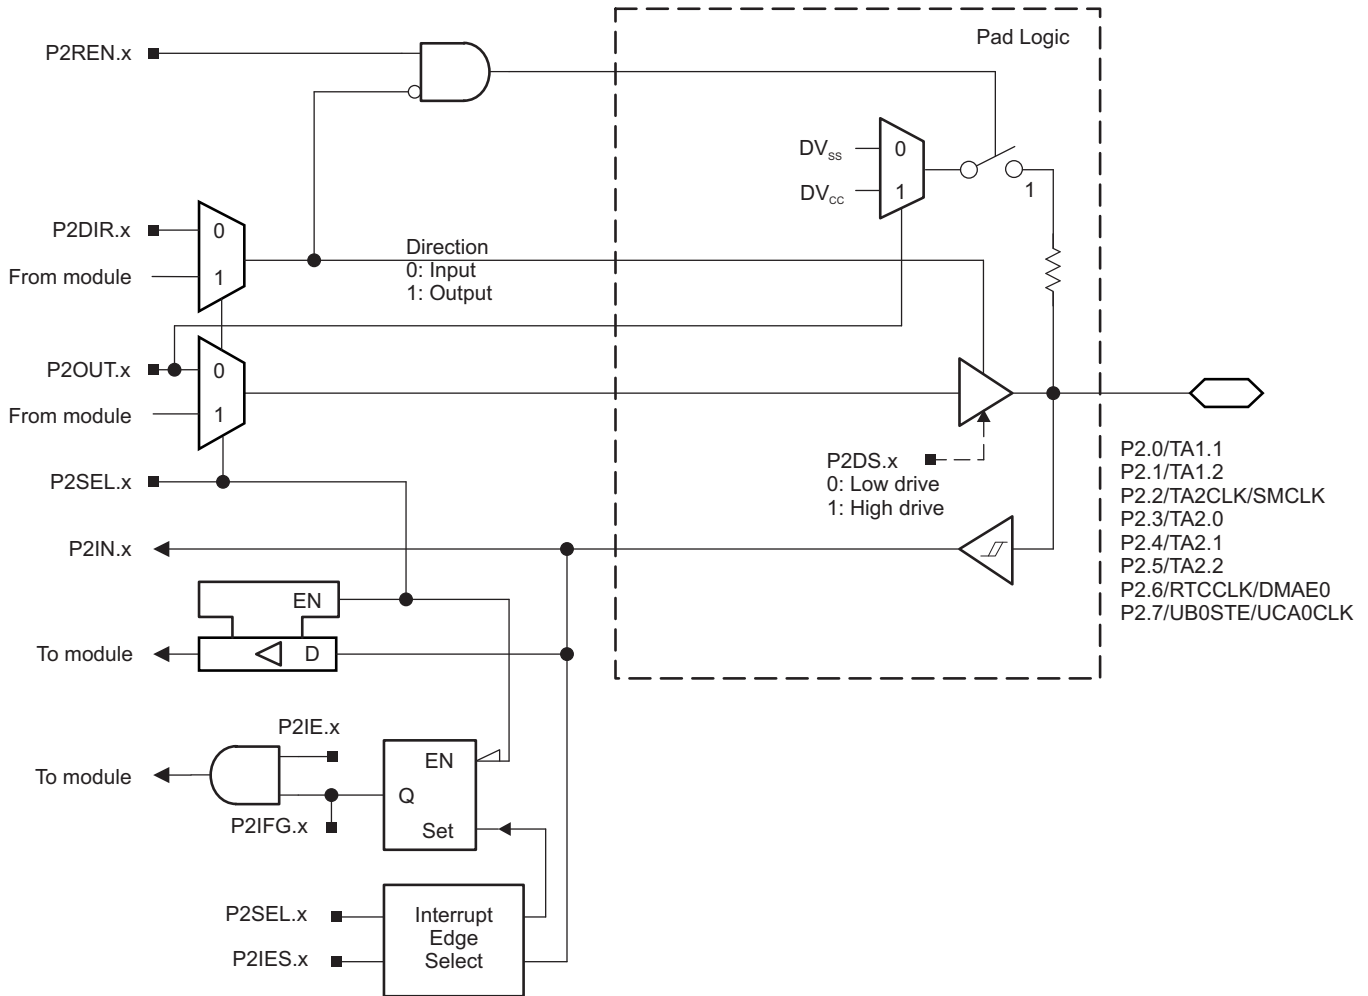 Pad Logic
P2REN.x
DVSS
0
DVCC
1
1
P2DIR.x
0
From module
1
Direction
0: Input
1: Output
P2OUT.x
0
From module
1
P2SEL.x
P2DS.x
0: Low drive
1: High drive
P2.0/TA1.1
P2.1/TA1.2
P2.2/TA2CLK/SMCLK
P2.3/TA2.0
P2.4/TA2.1
P2.5/TA2.2
P2.6/RTCCLK/DMAE0
P2.7/UB0STE/UCA0CLK
P2IN.x
EN
To module
D
P2IE.x
EN
To module
Q
P2IFG.x
Set
P2SEL.x
P2IES.x
Interrupt
Edge
Select